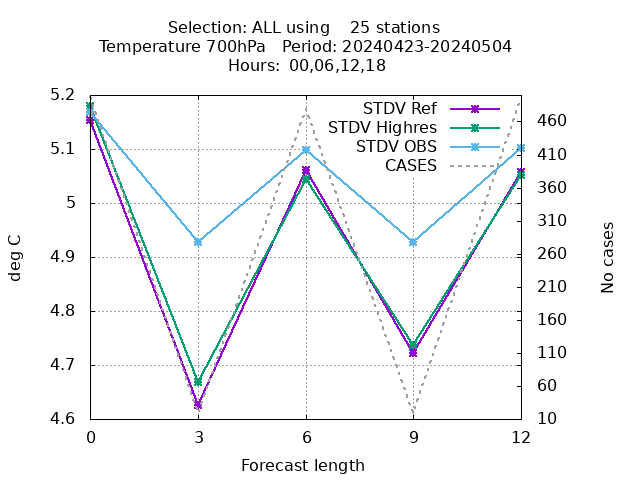 Selection: ALL using    25 stations
Temperature 700hPa   Period: 20240423-20240504
Hours: 00,06,12,18
STDV Ref
STDV Highres
STDV OBS
CASES
5.2
5.1
5
4.9
4.8
4.7
4.6
deg C
460
410
360
310
260
210
160
110
60
10
No cases
0 3 6 9 12
Forecast length